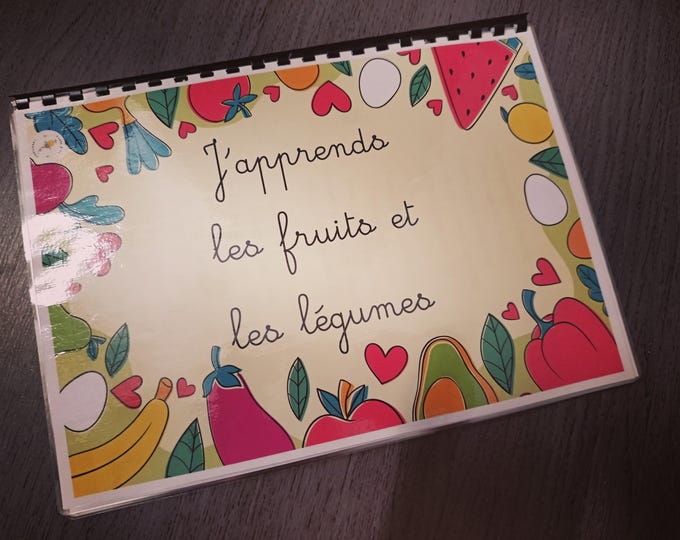 J'apprends
les fruits et
les légumes